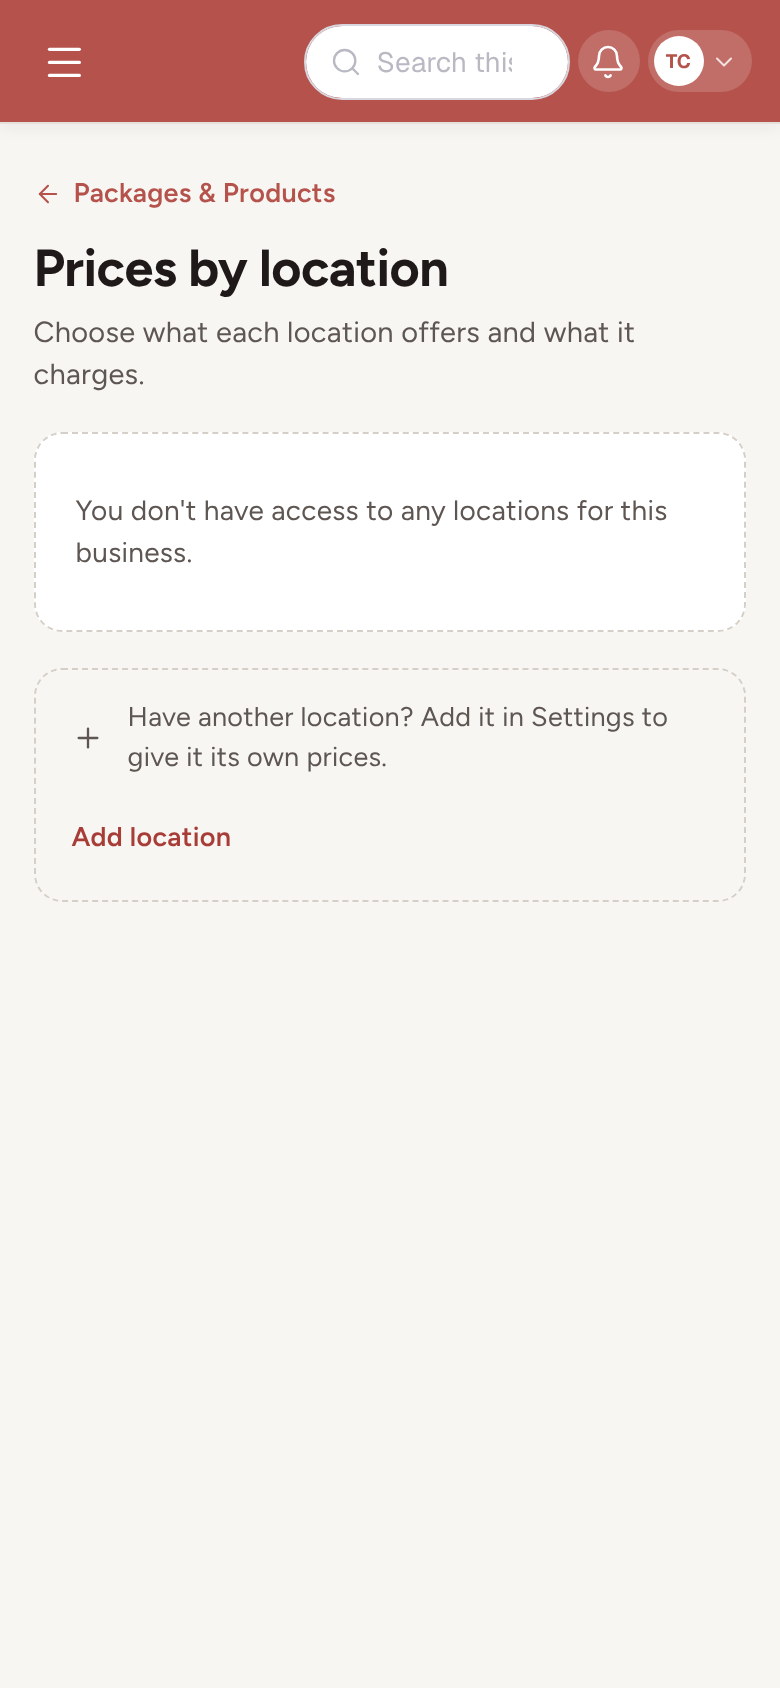 Search this
TC
Packages & Products
Prices by location
Choose what each location offers and what it
charges.
You don't have access to any locations for this
business.
Have another location? Add it in Settings to
give it its own prices.
Add location